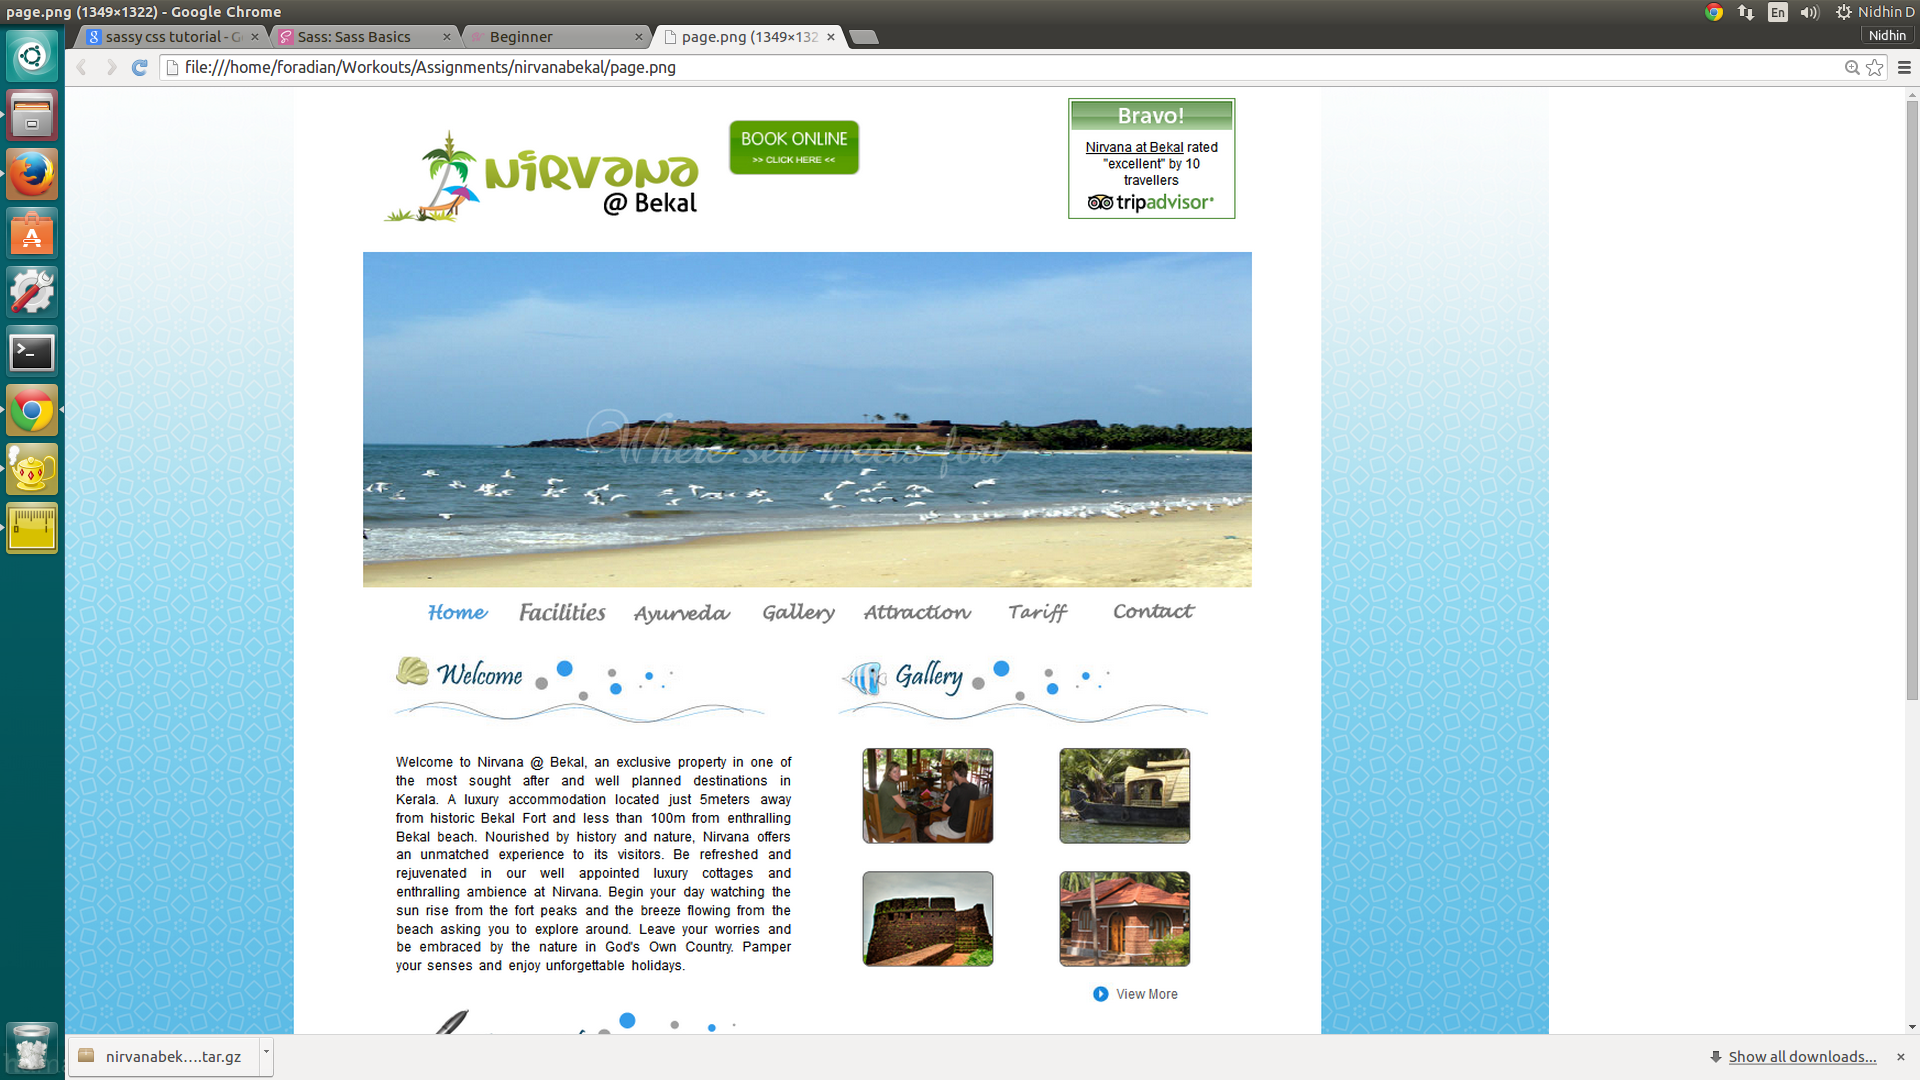 page.png (1349×1322) - Google Chrome
En
Nidhin D
sassy css tutorial - G
Sass: Sass Basics
Beginner
page.png (1349×132
Nidhin
file:///home/foradian/Workouts/Assignments/nirvanabekal/page.png
NIRVANA
@ Bekal
BOOK ONLINE
>> CLICK HERE <<
Bravo!
Nirvana at Bekal rated
"excellent" by 10
travellers
tripadvisor
Where sea meets fort
Home Facilities Ayurveda Gallery Attraction Tariff Contact
Welcome
Welcome to Nirvana @ Bekal, an exclusive property in one of
the most sought after and well planned destinations in
Kerala. A luxury accommodation located just 5meters away
from historic Bekal Fort and less than 100m from enthralling
Bekal beach. Nourished by history and nature, Nirvana offers
an unmatched experience to its visitors. Be refreshed and
rejuvenated in our well appointed luxury cottages and
enthralling ambience at Nirvana. Begin your day watching the
sun rise from the fort peaks and the breeze flowing from the
beach asking you to explore around. Leave your worries and
be embraced by the nature in God's Own Country. Pamper
your senses and enjoy unforgettable holidays.
Gallery
View More
nirvanabek....tar.gz
Show all downloads...